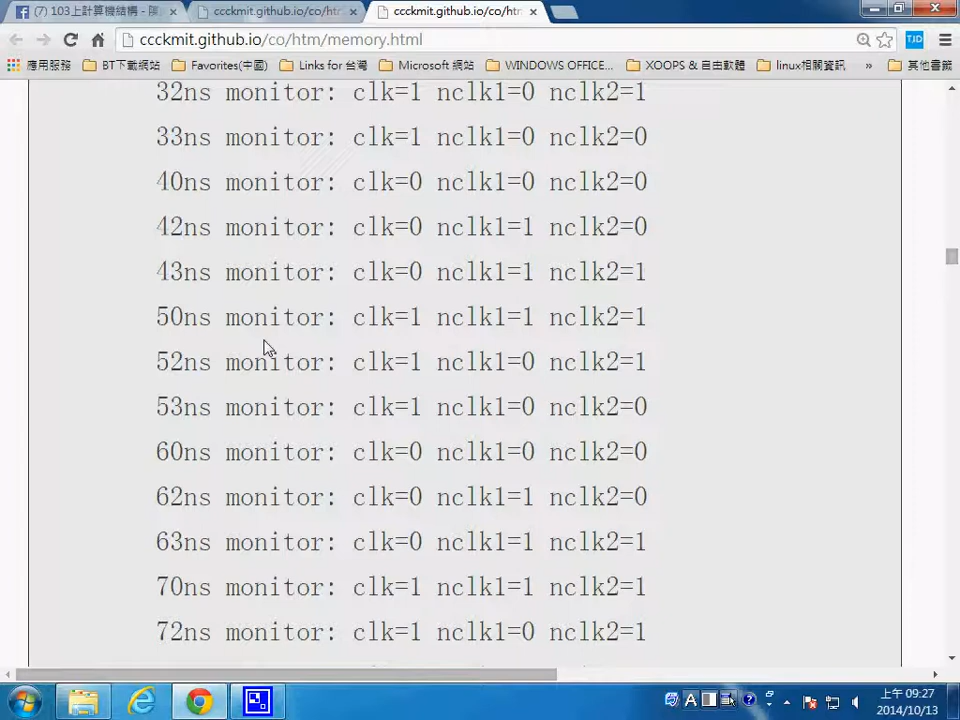 (7) 103上計算機結構 - 陳
ccckmit.github.io/co/htm
ccckmit.github.io/co/htm
ccckmit.github.io/co/htm/memory.html
應用服務 BT下載網站 Favorites(中國) Links for 台灣 Microsoft 網站 WINDOWS OFFICE... XOOPS & 自由軟體 linux相關資訊 » 其他書籤
32ns monitor: clk=1 nclk1=0 nclk2=1
33ns monitor: clk=1 nclk1=0 nclk2=0
40ns monitor: clk=0 nclk1=0 nclk2=0
42ns monitor: clk=0 nclk1=1 nclk2=0
43ns monitor: clk=0 nclk1=1 nclk2=1
50ns monitor: clk=1 nclk1=1 nclk2=1
52ns monitor: clk=1 nclk1=0 nclk2=1
53ns monitor: clk=1 nclk1=0 nclk2=0
60ns monitor: clk=0 nclk1=0 nclk2=0
62ns monitor: clk=0 nclk1=1 nclk2=0
63ns monitor: clk=0 nclk1=1 nclk2=1
70ns monitor: clk=1 nclk1=1 nclk2=1
72ns monitor: clk=1 nclk1=0 nclk2=1
上午 09:27
2014/10/13